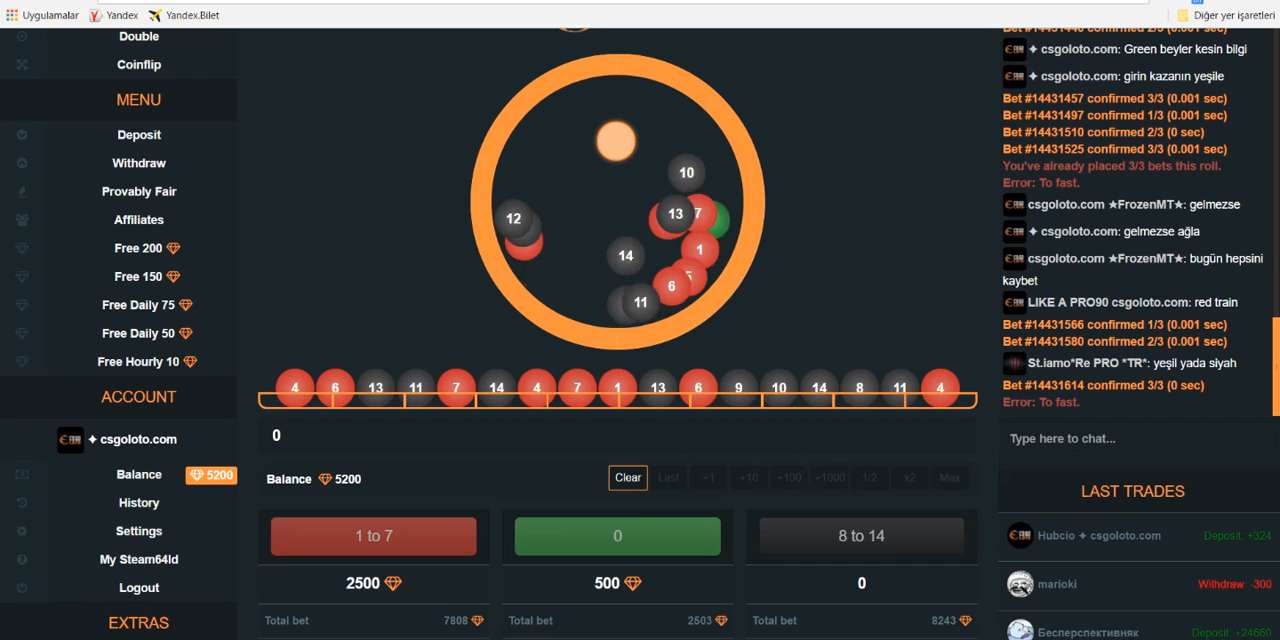 Uygulamalar Yandex Yandex.Bilet Diğer yer işaretleri
Double
Coinflip
MENU
Deposit
Withdraw
Provably Fair
Affiliates
Free 200
Free 150
Free Daily 75
Free Daily 50
Free Hourly 10
ACCOUNT
✦ csgoloto.com
Balance 5200
History
Settings
My Steam64Id
Logout
EXTRAS
10
12
13
7
1
14
5
6
11
4 6 13 11 7 14 4 7 1 13 6 9 10 14 8 11 4
0
Balance 5200
Clear Last +1 +10 +100 +1000 1/2 x2 Max
1 to 7
0
8 to 14
2500
500
0
Total bet 7808
Total bet 2503
Total bet 8243
Bet #14431446 confirmed 2/3 (0.001 sec)
✦ csgoloto.com: Green beyler kesin bilgi
✦ csgoloto.com: girin kazanın yeşile
Bet #14431457 confirmed 3/3 (0.001 sec)
Bet #14431497 confirmed 1/3 (0.001 sec)
Bet #14431510 confirmed 2/3 (0 sec)
Bet #14431525 confirmed 3/3 (0.001 sec)
You've already placed 3/3 bets this roll.
Error: To fast.
csgoloto.com ★FrozenMT★: gelmezse
✦ csgoloto.com: gelmezse ağla
csgoloto.com ★FrozenMT★: bugün hepsini
kaybet
LIKE A PRO90 csgoloto.com: red train
Bet #14431566 confirmed 1/3 (0.001 sec)
Bet #14431580 confirmed 2/3 (0.001 sec)
St.iamo*Re PRO *TR*: yeşil yada siyah
Bet #14431614 confirmed 3/3 (0 sec)
Error: To fast.
Type here to chat...
LAST TRADES
Hubcio ✦ csgoloto.com Deposit: +324
marioki Withdraw: -300
Бесперспективняк Deposit: +24660